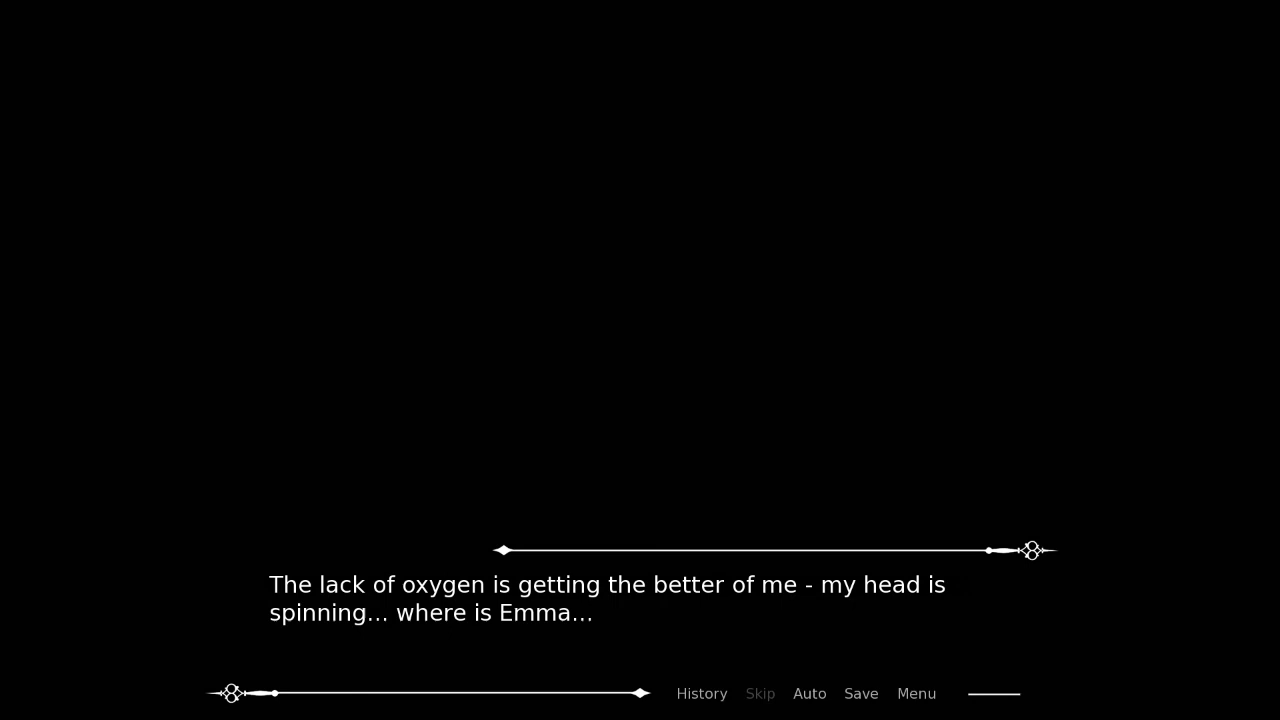 The lack of oxygen is getting the better of me - my head is
spinning... where is Emma...
History Skip Auto Save Menu